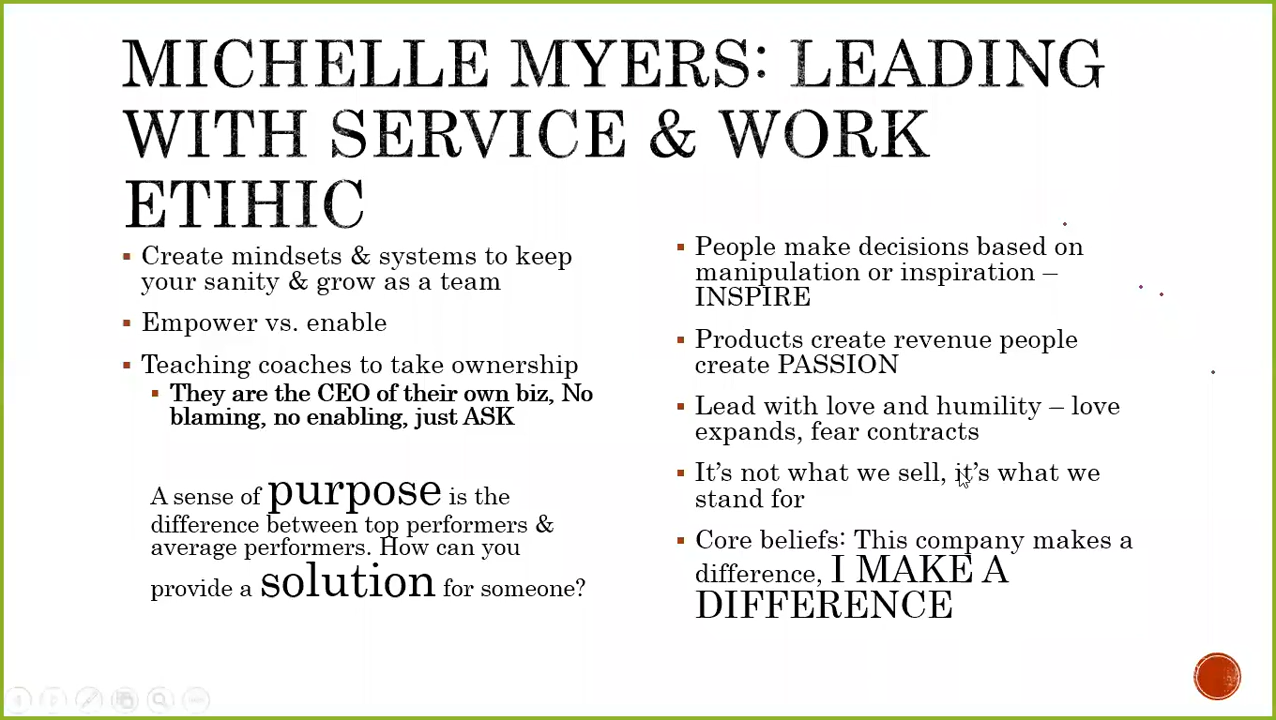 MICHELLE MYERS: LEADING
WITH SERVICE & WORK
ETIHIC
Create mindsets & systems to keep
your sanity & grow as a team
Empower vs. enable
Teaching coaches to take ownership
They are the CEO of their own biz, No
blaming, no enabling, just ASK
A sense of purpose is the
difference between top performers &
average performers. How can you
provide a solution for someone?
People make decisions based on
manipulation or inspiration –
INSPIRE
Products create revenue people
create PASSION
Lead with love and humility – love
expands, fear contracts
It’s not what we sell, it’s what we
stand for
Core beliefs: This company makes a
difference, I MAKE A
DIFFERENCE